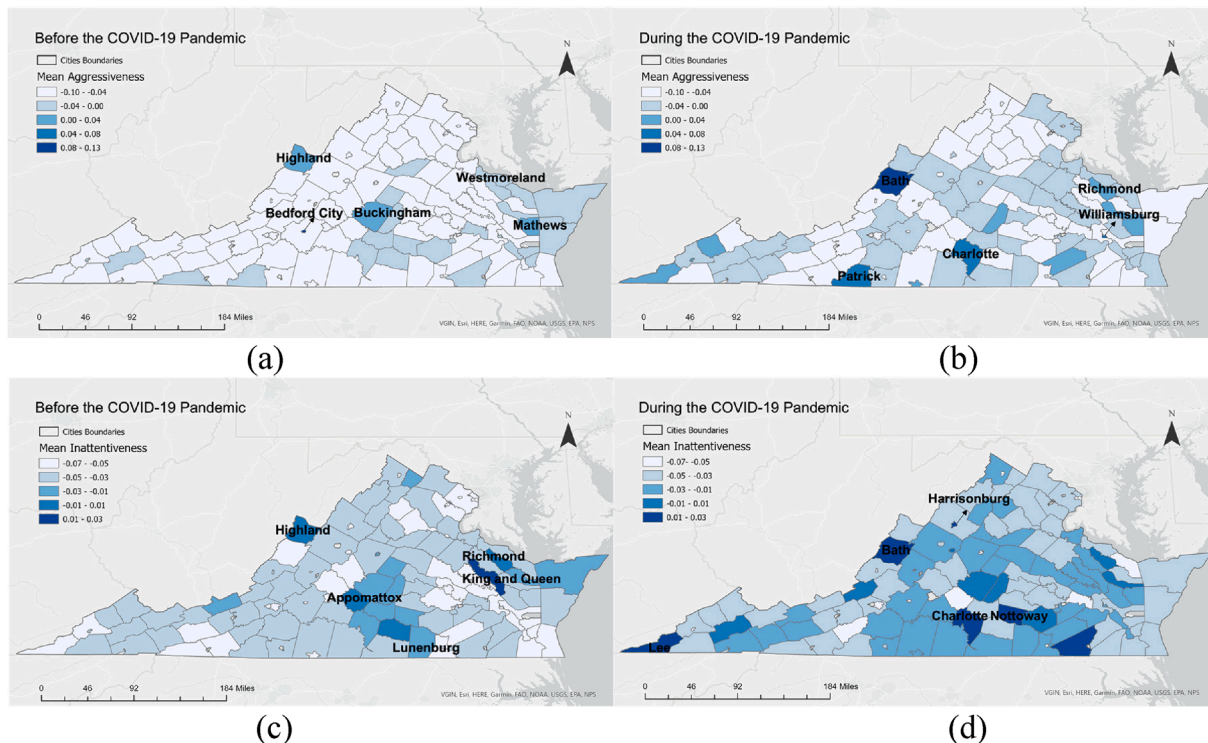 Before the COVID-19 Pandemic
Cities Boundaries
Mean Aggressiveness
-0.10 - -0.04
-0.04 - 0.00
0.00 - 0.04
0.04 - 0.08
0.08 - 0.13
N
Highland
Westmoreland
Bedford City
Buckingham
Mathews
0 46 92 184 Miles
VGIN, Esri, HERE, Garmin, FAO, NOAA, USGS, EPA, NPS
(a)
During the COVID-19 Pandemic
Cities Boundaries
Mean Aggressiveness
-0.10 - -0.04
-0.04 - 0.00
0.00 - 0.04
0.04 - 0.08
0.08 - 0.13
N
Bath
Richmond
Williamsburg
Charlotte
Patrick
0 46 92 184 Miles
VGIN, Esri, HERE, Garmin, FAO, NOAA, USGS, EPA, NPS
(b)
Before the COVID-19 Pandemic
Cities Boundaries
Mean Inattentiveness
-0.07 - -0.05
-0.05 - -0.03
-0.03 - -0.01
-0.01 - 0.01
0.01 - 0.03
N
Highland
Richmond
King and Queen
Appomattox
Lunenburg
0 46 92 184 Miles
VGIN, Esri, HERE, Garmin, FAO, NOAA, USGS, EPA, NPS
(c)
During the COVID-19 Pandemic
Cities Boundaries
Mean Inattentiveness
-0.07 - -0.05
-0.05 - -0.03
-0.03 - -0.01
-0.01 - 0.01
0.01 - 0.03
N
Harrisonburg
Bath
Charlotte Nottoway
Lee
0 46 92 184 Miles
VGIN, Esri, HERE, Garmin, FAO, NOAA, USGS, EPA, NPS
(d)